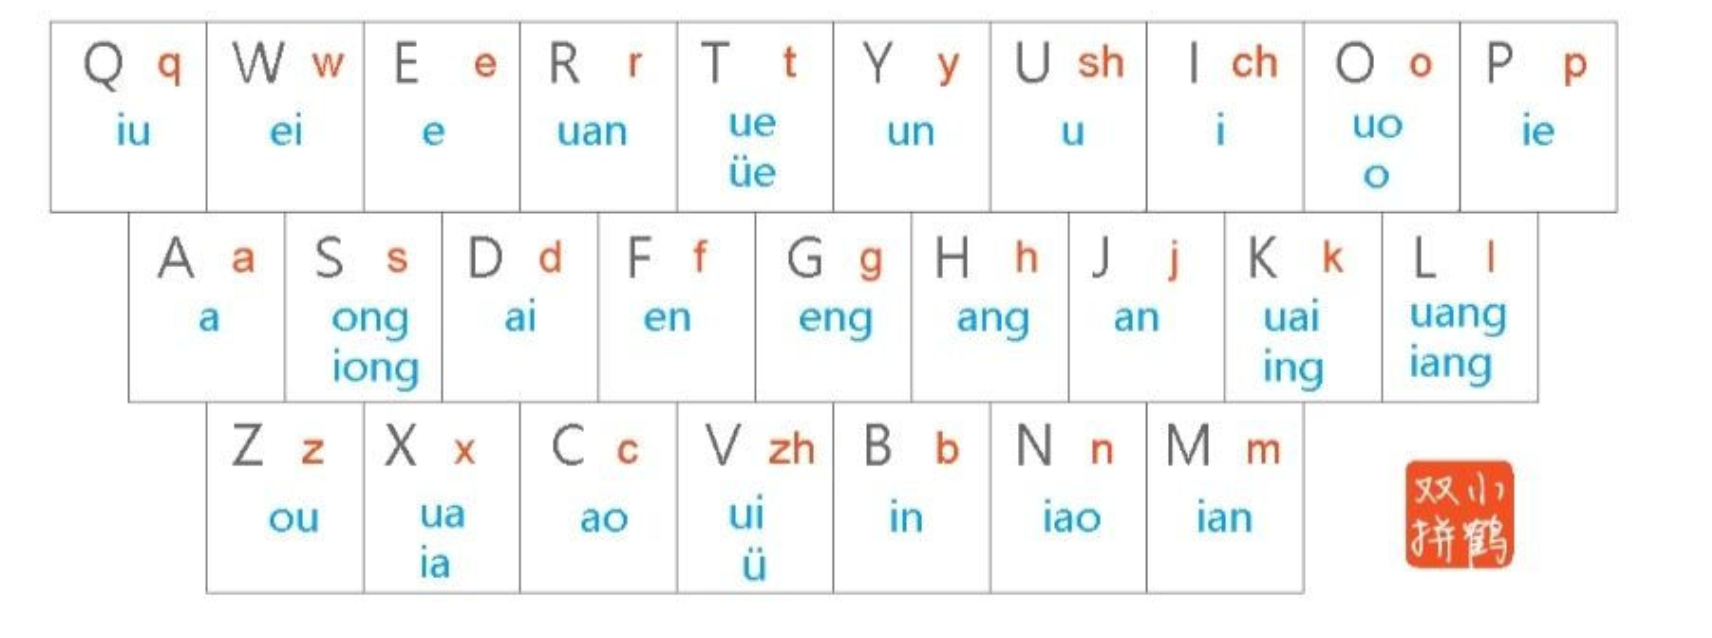 Q q W w E e R r T t Y y U sh I ch O o P p
iu ei e uan ue un u i uo ie
üe o
A a S s D d F f G g H h J j K k L l
a ong ai en eng ang an uai uang
iong ing iang
Z z X x C c V zh B b N n M m
ou ua ao ui in iao ian
ia ü
小鹤
双拼